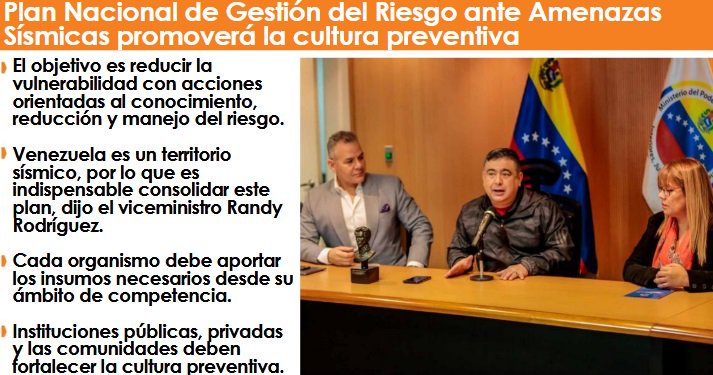 Plan Nacional de Gestión del Riesgo ante Amenazas
Sísmicas promoverá la cultura preventiva
El objetivo es reducir la
vulnerabilidad con acciones
orientadas al conocimiento,
reducción y manejo del riesgo.
Venezuela es un territorio
sísmico, por lo que es
indispensable consolidar este
plan, dijo el viceministro Randy
Rodríguez.
Cada organismo debe aportar
los insumos necesarios desde su
ámbito de competencia.
Instituciones públicas, privadas
y las comunidades deben
fortalecer la cultura preventiva.
Ministerio del Pod